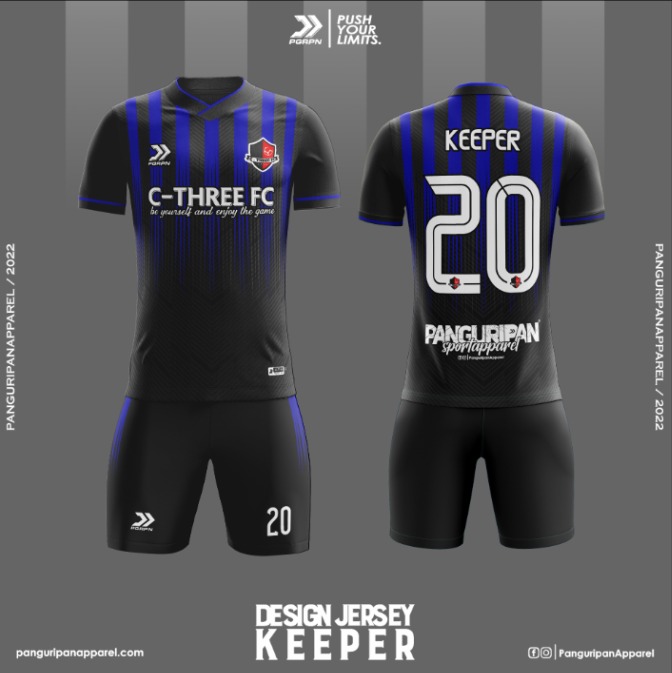 PGRPN
PUSH
YOUR
LIMITS.
PGRPN
C-THREE FC
be yourself and enjoy the game
20
KEEPER
20
PANGURIPAN
sportapparel
PanguripanApparel
PGRPN
PANGURIPANAPPAREL / 2022
PANGURIPANAPPAREL / 2022
DESIGN JERSEY
KEEPER
panguripanapparel.com
PanguripanApparel